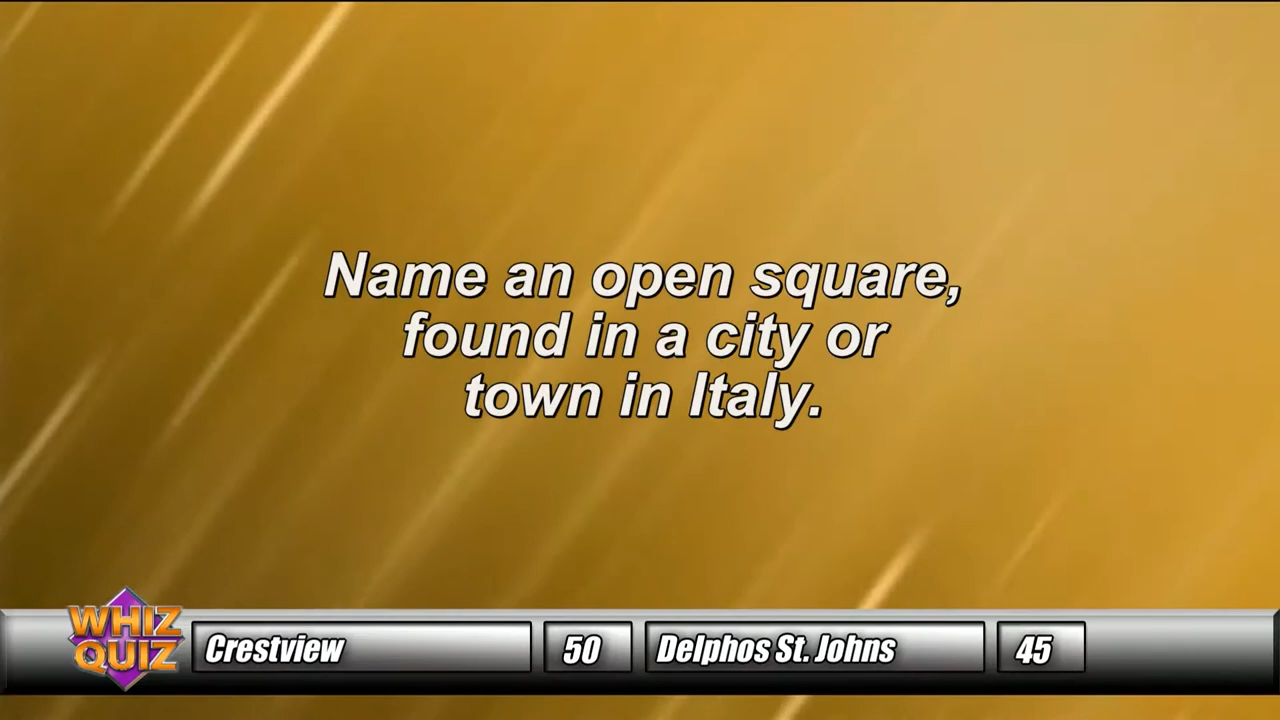 Name an open square,
found in a city or
town in Italy.
WHIZ
QUIZ
Crestview
50
Delphos St. Johns
45